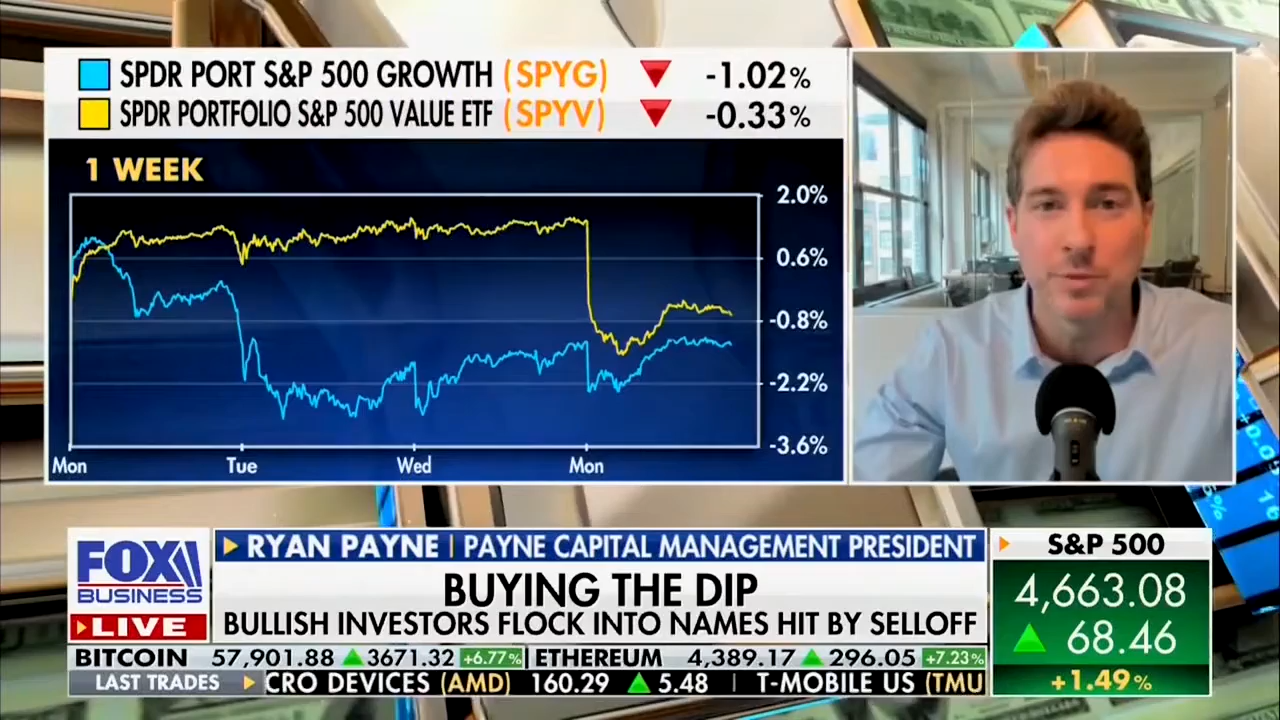 SPDR PORT S&P 500 GROWTH (SPYG) ▼ -1.02%
SPDR PORTFOLIO S&P 500 VALUE ETF (SPYV) ▼ -0.33%
1 WEEK
2.0%
0.6%
-0.8%
-2.2%
-3.6%
Mon Tue Wed Mon
FOX BUSINESS
LIVE
RYAN PAYNE | PAYNE CAPITAL MANAGEMENT PRESIDENT
BUYING THE DIP
BULLISH INVESTORS FLOCK INTO NAMES HIT BY SELLOFF
S&P 500
4,663.08
▲ 68.46
+1.49%
BITCOIN 57,901.88 ▲ 3671.32 +6.77% ETHEREUM 4,389.17 ▲ 296.05 +7.23%
LAST TRADES CRO DEVICES (AMD) 160.29 ▲ 5.48 | T-MOBILE US (TMU